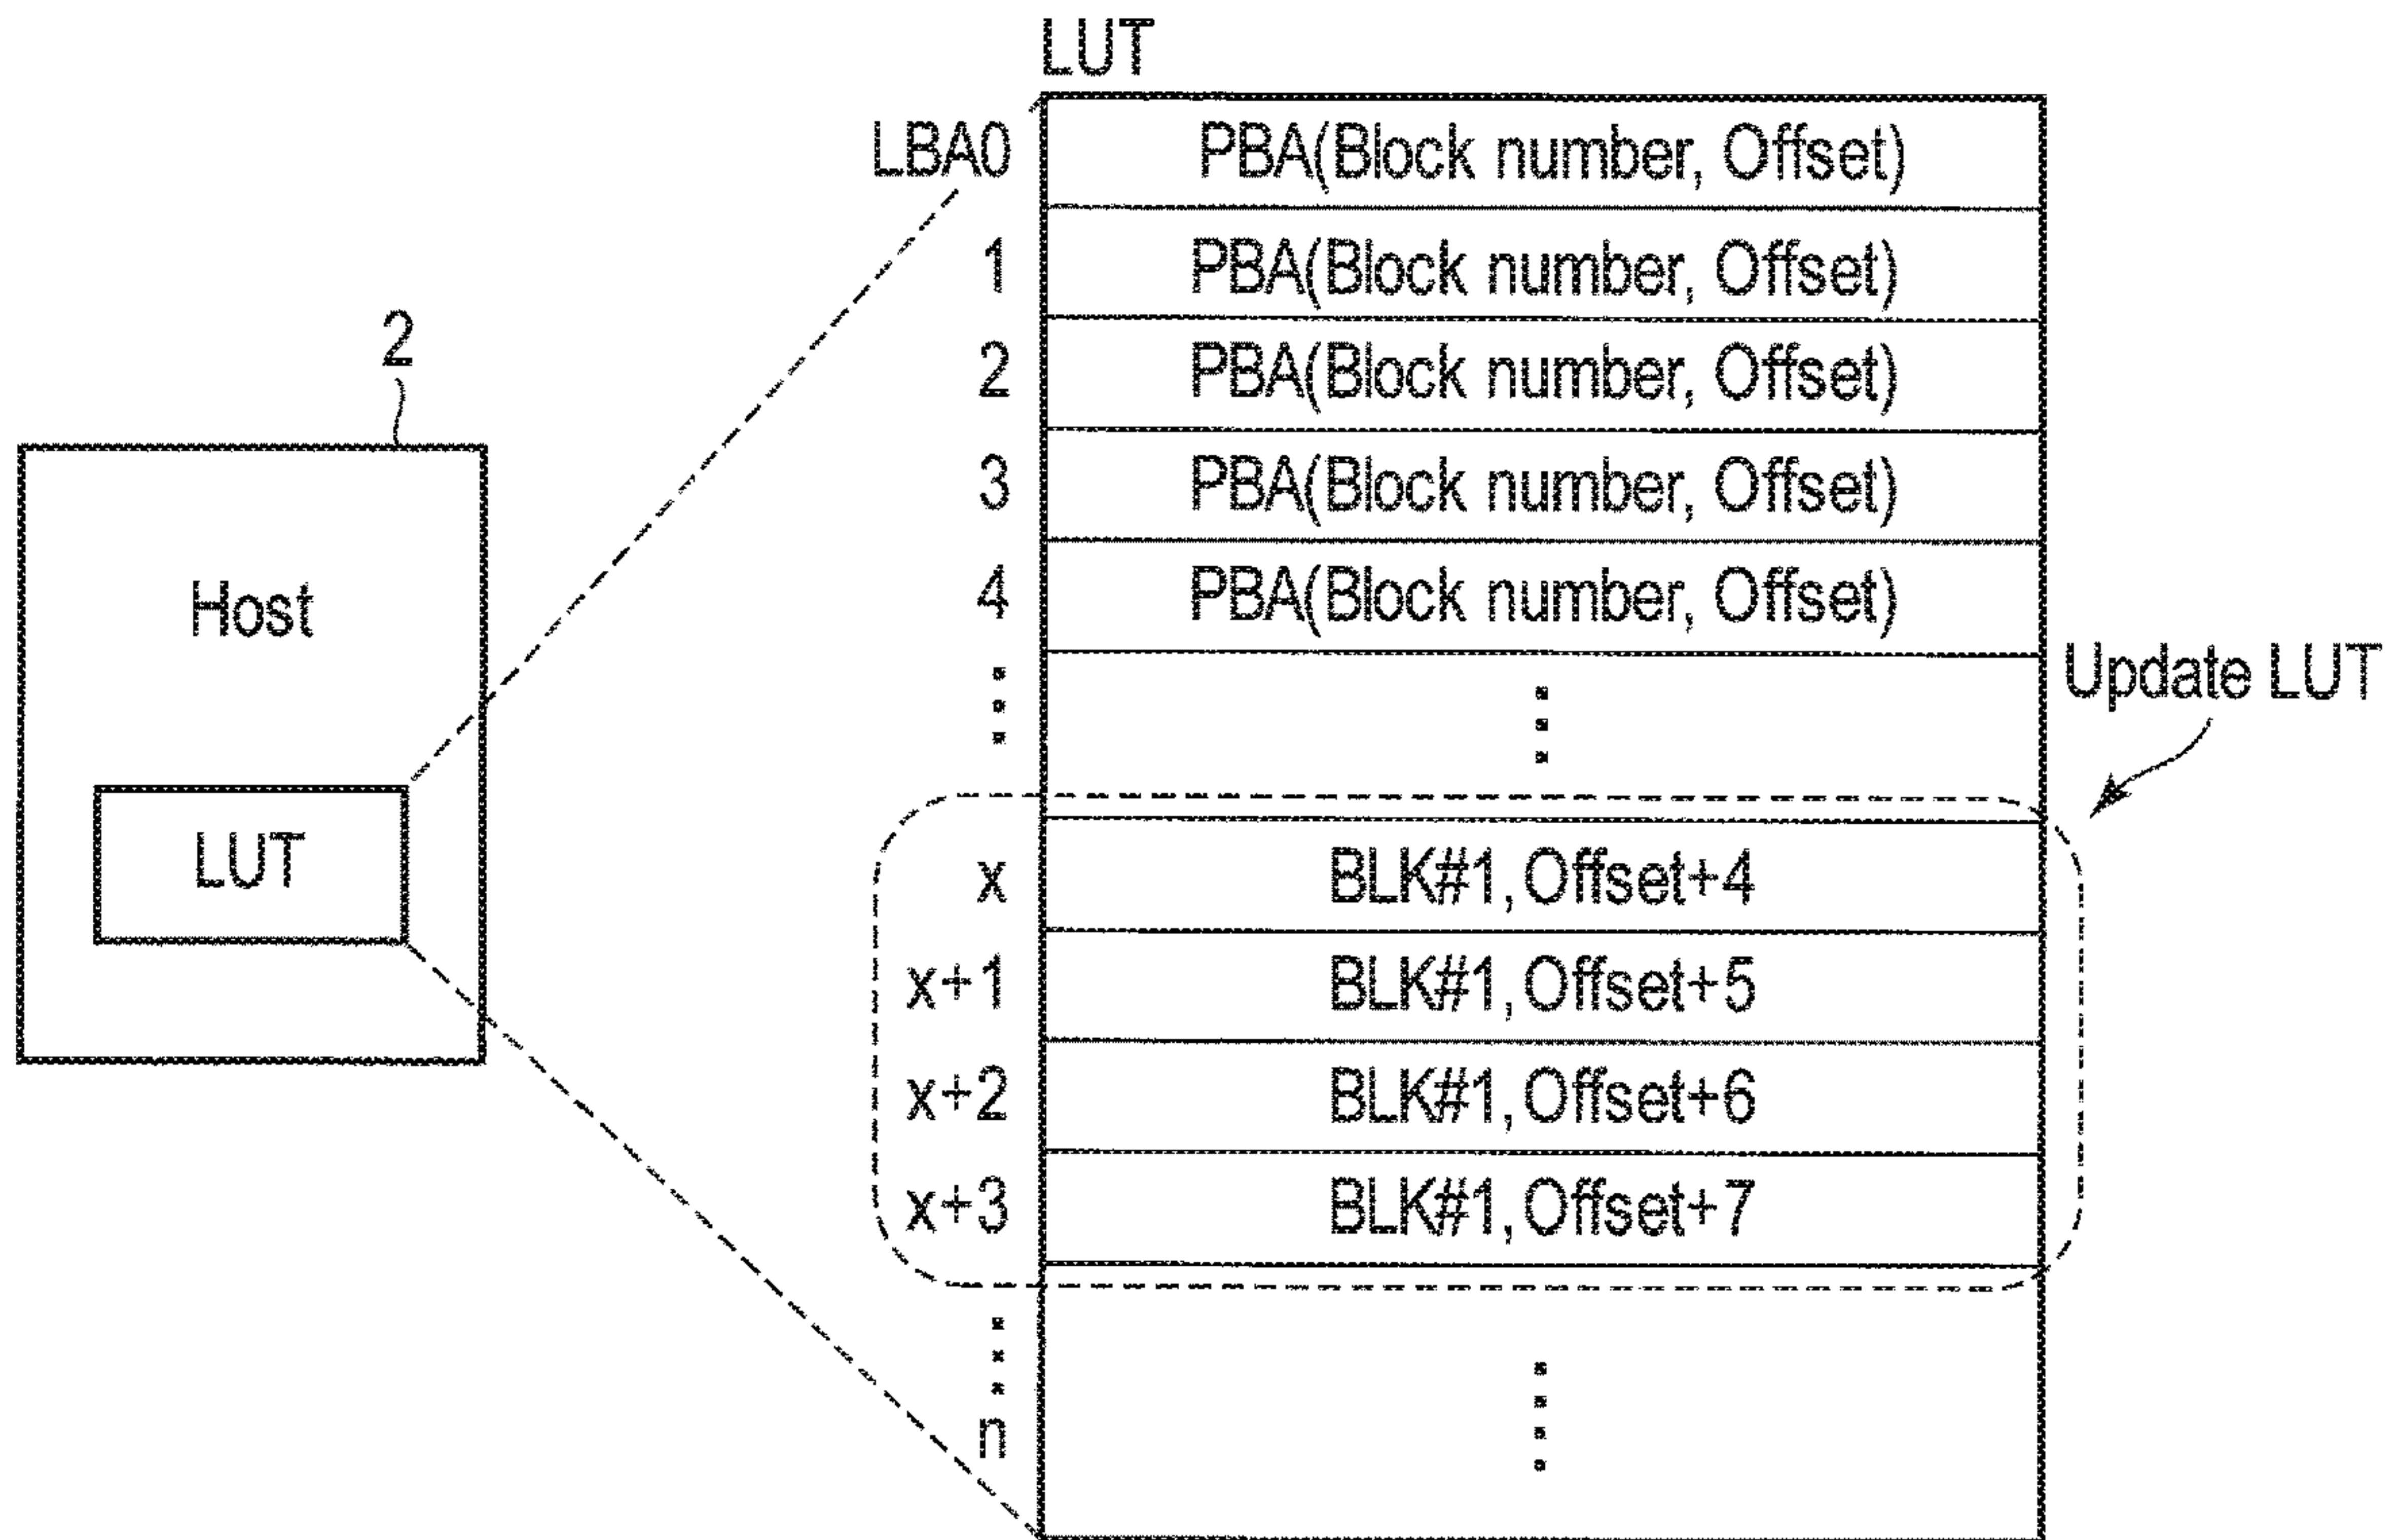 LUT
LBA0 PBA(Block number, Offset)
1 PBA(Block number, Offset)
2 PBA(Block number, Offset)
3 PBA(Block number, Offset)
4 PBA(Block number, Offset)
Update LUT
x BLK#1, Offset+4
x+1 BLK#1, Offset+5
x+2 BLK#1, Offset+6
x+3 BLK#1, Offset+7
n
2
Host
LUT